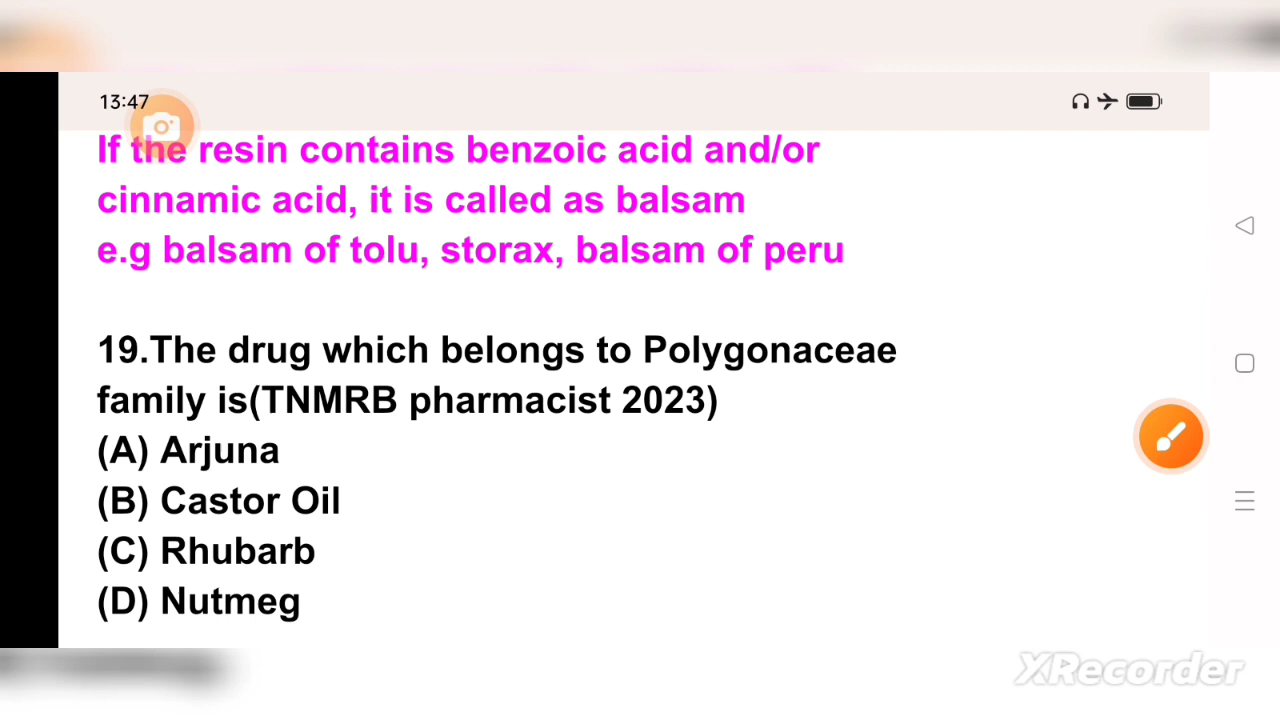 13:47
If the resin contains benzoic acid and/or
cinnamic acid, it is called as balsam
e.g balsam of tolu, storax, balsam of peru
19.The drug which belongs to Polygonaceae
family is(TNMRB pharmacist 2023)
(A) Arjuna
(B) Castor Oil
(C) Rhubarb
(D) Nutmeg
XRecorder